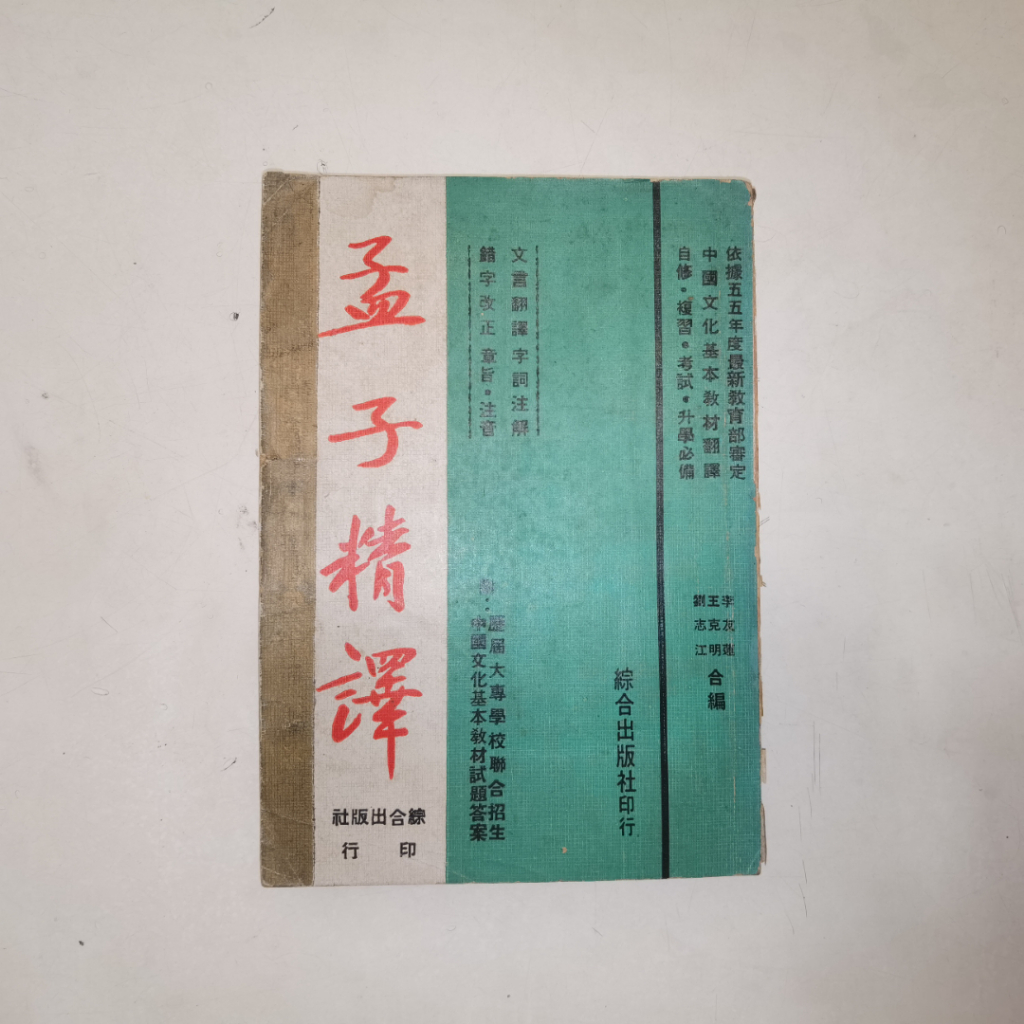 依據五五年度最新教育部審定
中國文化基本教材翻譯
自修•複習•考試•升學必備
李友
王克明
劉志江
合編
綜合出版社印行
文言翻譯 字詞注解
錯字改正 章旨•注音
歷屆大專學校聯合招生
中國文化基本教材試題答案
孟子精譯
綜合出版社
印行